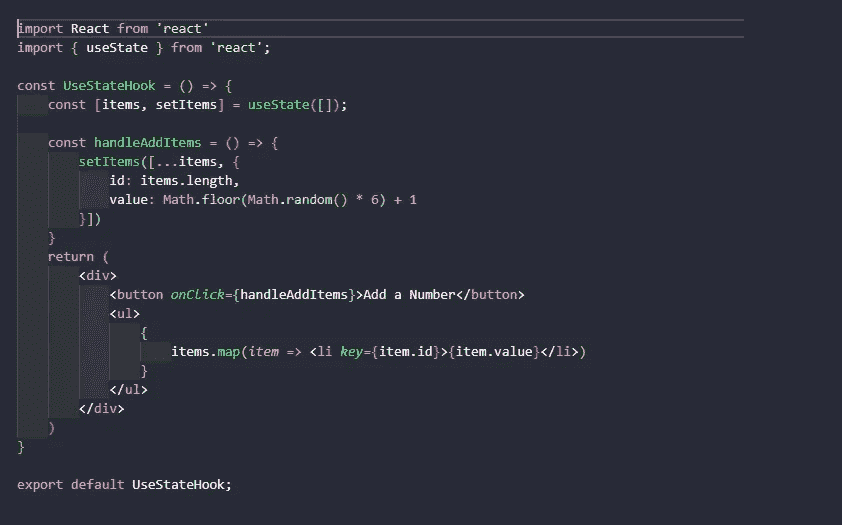 import React from 'react'
import { useState } from 'react';

const UseStateHook = () => {
    const [items, setItems] = useState([]);

    const handleAddItems = () => {
        setItems([...items, {
            id: items.length,
            value: Math.floor(Math.random() * 6) + 1
        }])
    }
    return (
        <div>
            <button onClick={handleAddItems}>Add a Number</button>
            <ul>
                {
                    items.map(item => <li key={item.id}>{item.value}</li>)
                }
            </ul>
        </div>
    )
}

export default UseStateHook;